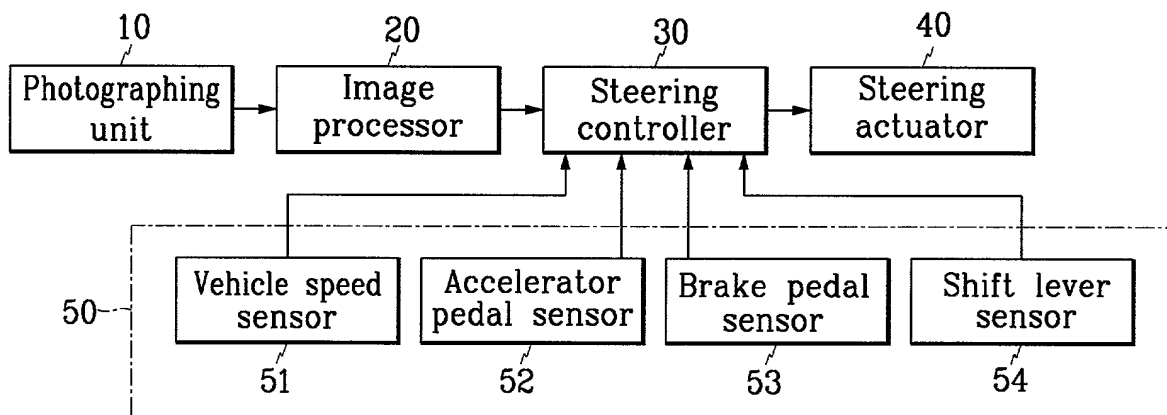 10
20
30
40
Photographing
unit
Image
processor
Steering
controller
Steering
actuator
50
Vehicle speed
sensor
Accelerator
pedal sensor
Brake pedal
sensor
Shift lever
sensor
51
52
53
54